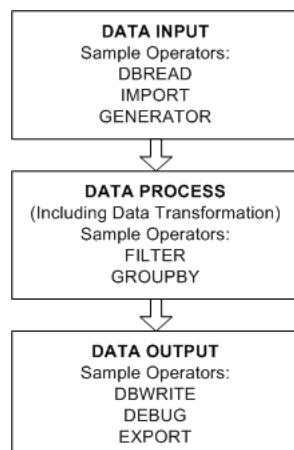 DATA INPUT
Sample Operators:
DBREAD
IMPORT
GENERATOR
DATA PROCESS
(Including Data Transformation)
Sample Operators:
FILTER
GROUPBY
DATA OUTPUT
Sample Operators:
DBWRITE
DEBUG
EXPORT